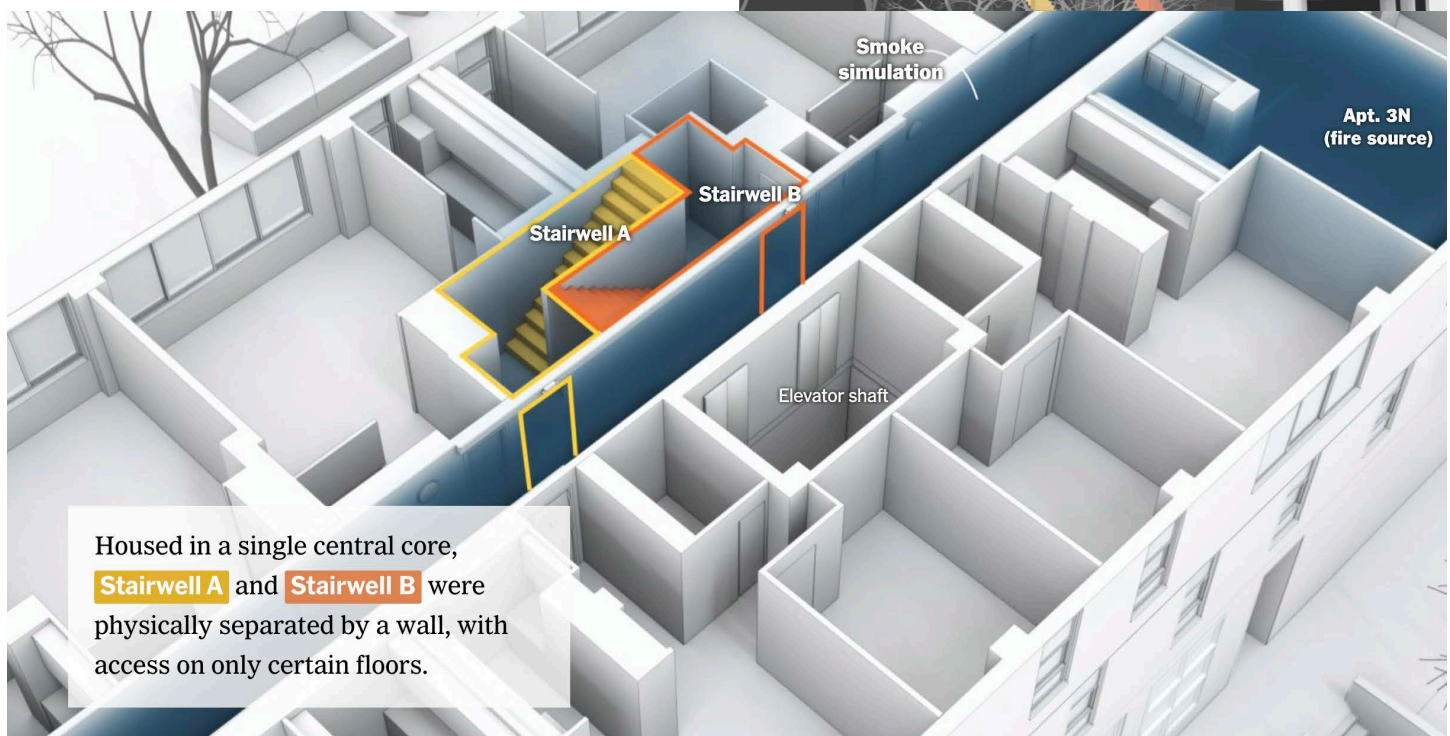 Smoke
simulation
Apt. 3N
(fire source)
Stairwell B
Stairwell A
Elevator shaft
Housed in a single central core,
Stairwell A and Stairwell B were
physically separated by a wall, with
access on only certain floors.